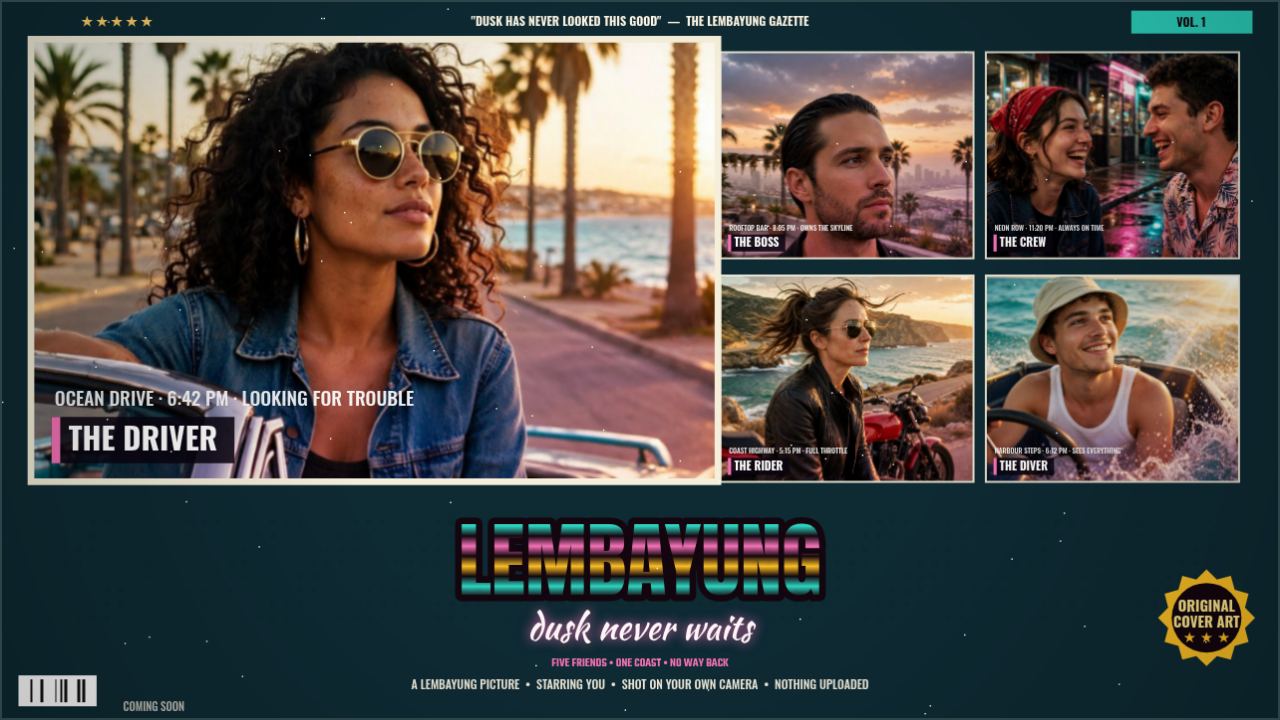 ★★★★★
"DUSK HAS NEVER LOOKED THIS GOOD" — THE LEMBAYUNG GAZETTE
VOL. 1
OCEAN DRIVE · 6:42 PM · LOOKING FOR TROUBLE
THE DRIVER
ROOFTOP BAR · 8:05 PM · OWNS THE SKYLINE
THE BOSS
NEON ROW · 11:20 PM · ALWAYS ON TIME
THE CREW
COAST HIGHWAY · 5:15 PM · FULL THROTTLE
THE RIDER
HARBOUR STEPS · 6:12 PM · SEES EVERYTHING
THE DIVER
LEMBAYUNG
dusk never waits
FIVE FRIENDS • ONE COAST • NO WAY BACK
A LEMBAYUNG PICTURE • STARRING YOU • SHOT ON YOUR OWN CAMERA • NOTHING UPLOADED
ORIGINAL
COVER ART
★ ★ ★
COMING SOON